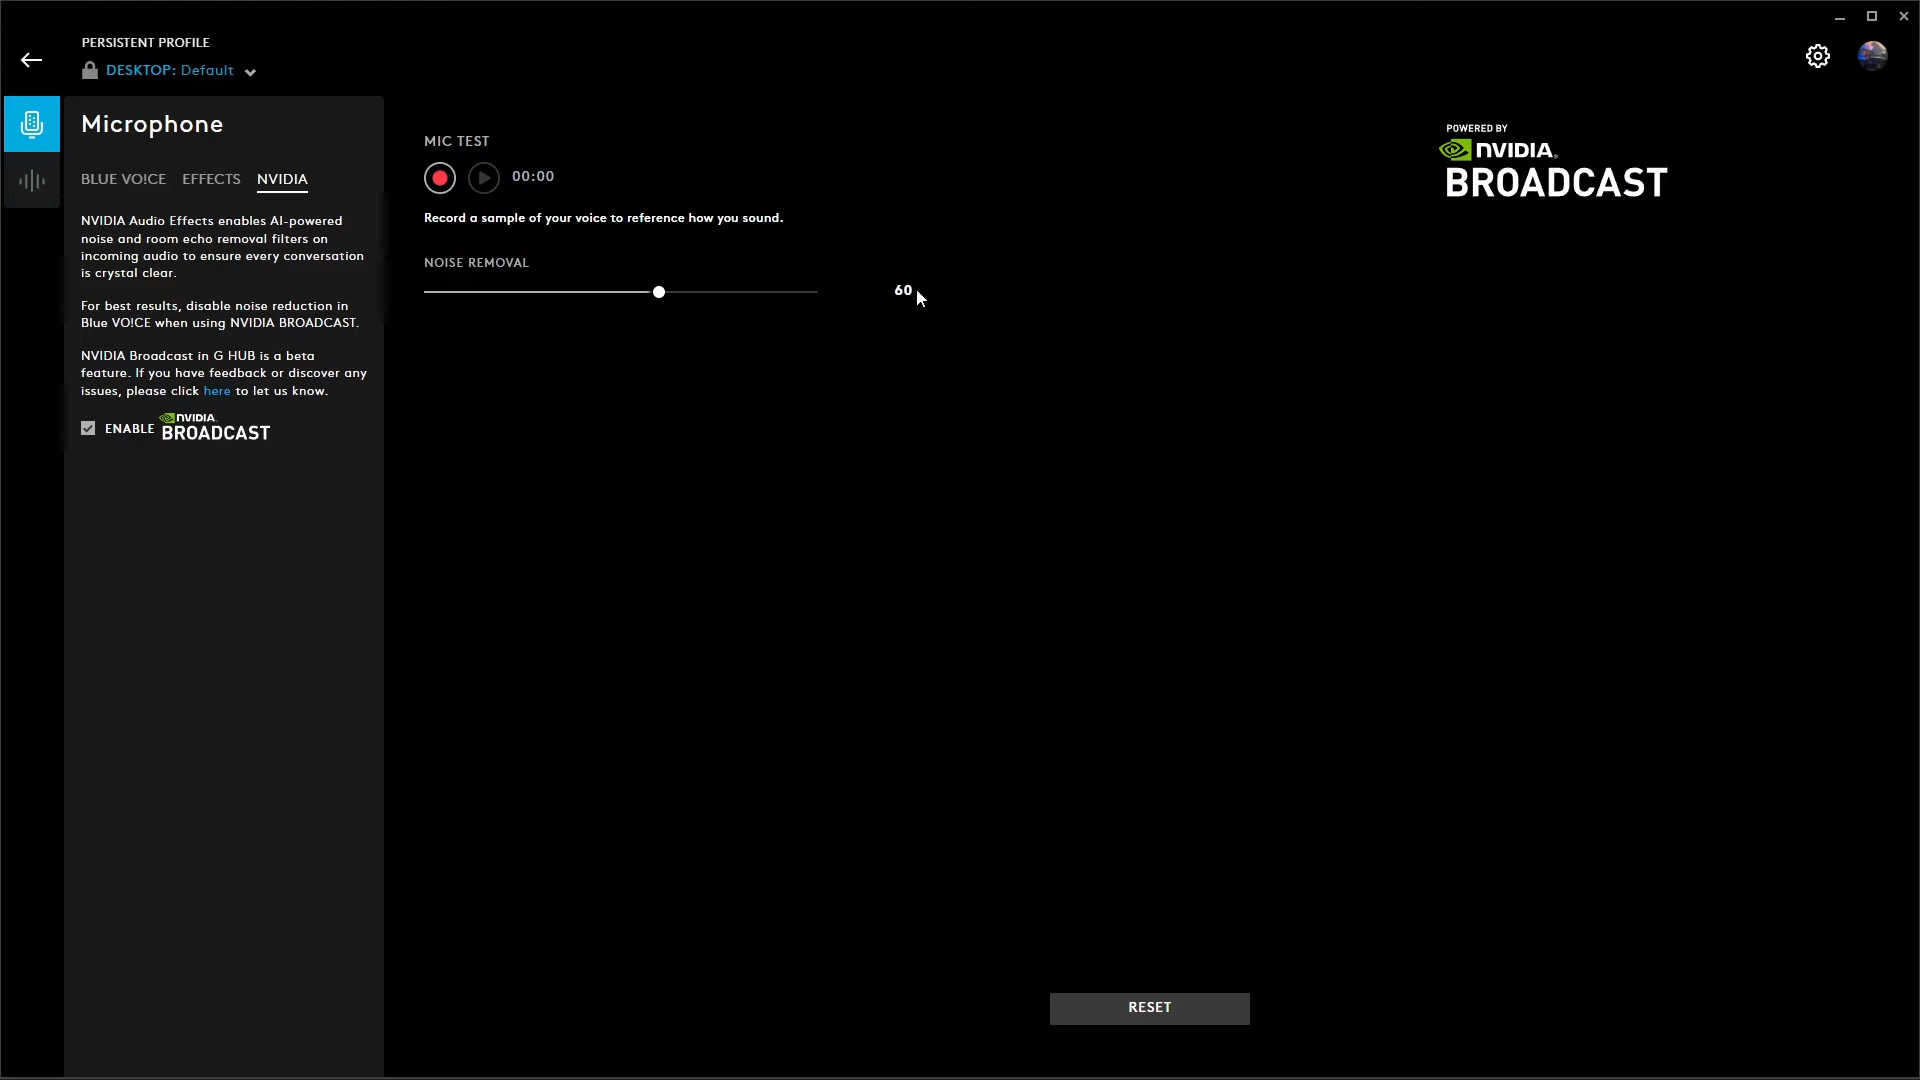 PERSISTENT PROFILE
DESKTOP: Default
Microphone
BLUE VO!CE EFFECTS NVIDIA
NVIDIA Audio Effects enables AI-powered
noise and room echo removal filters on
incoming audio to ensure every conversation
is crystal clear.
For best results, disable noise reduction in
Blue VO!CE when using NVIDIA BROADCAST.
NVIDIA Broadcast in G HUB is a beta
feature. If you have feedback or discover any
issues, please click here to let us know.
ENABLE NVIDIA BROADCAST
MIC TEST
00:00
Record a sample of your voice to reference how you sound.
NOISE REMOVAL
60
POWERED BY
NVIDIA.
BROADCAST
RESET